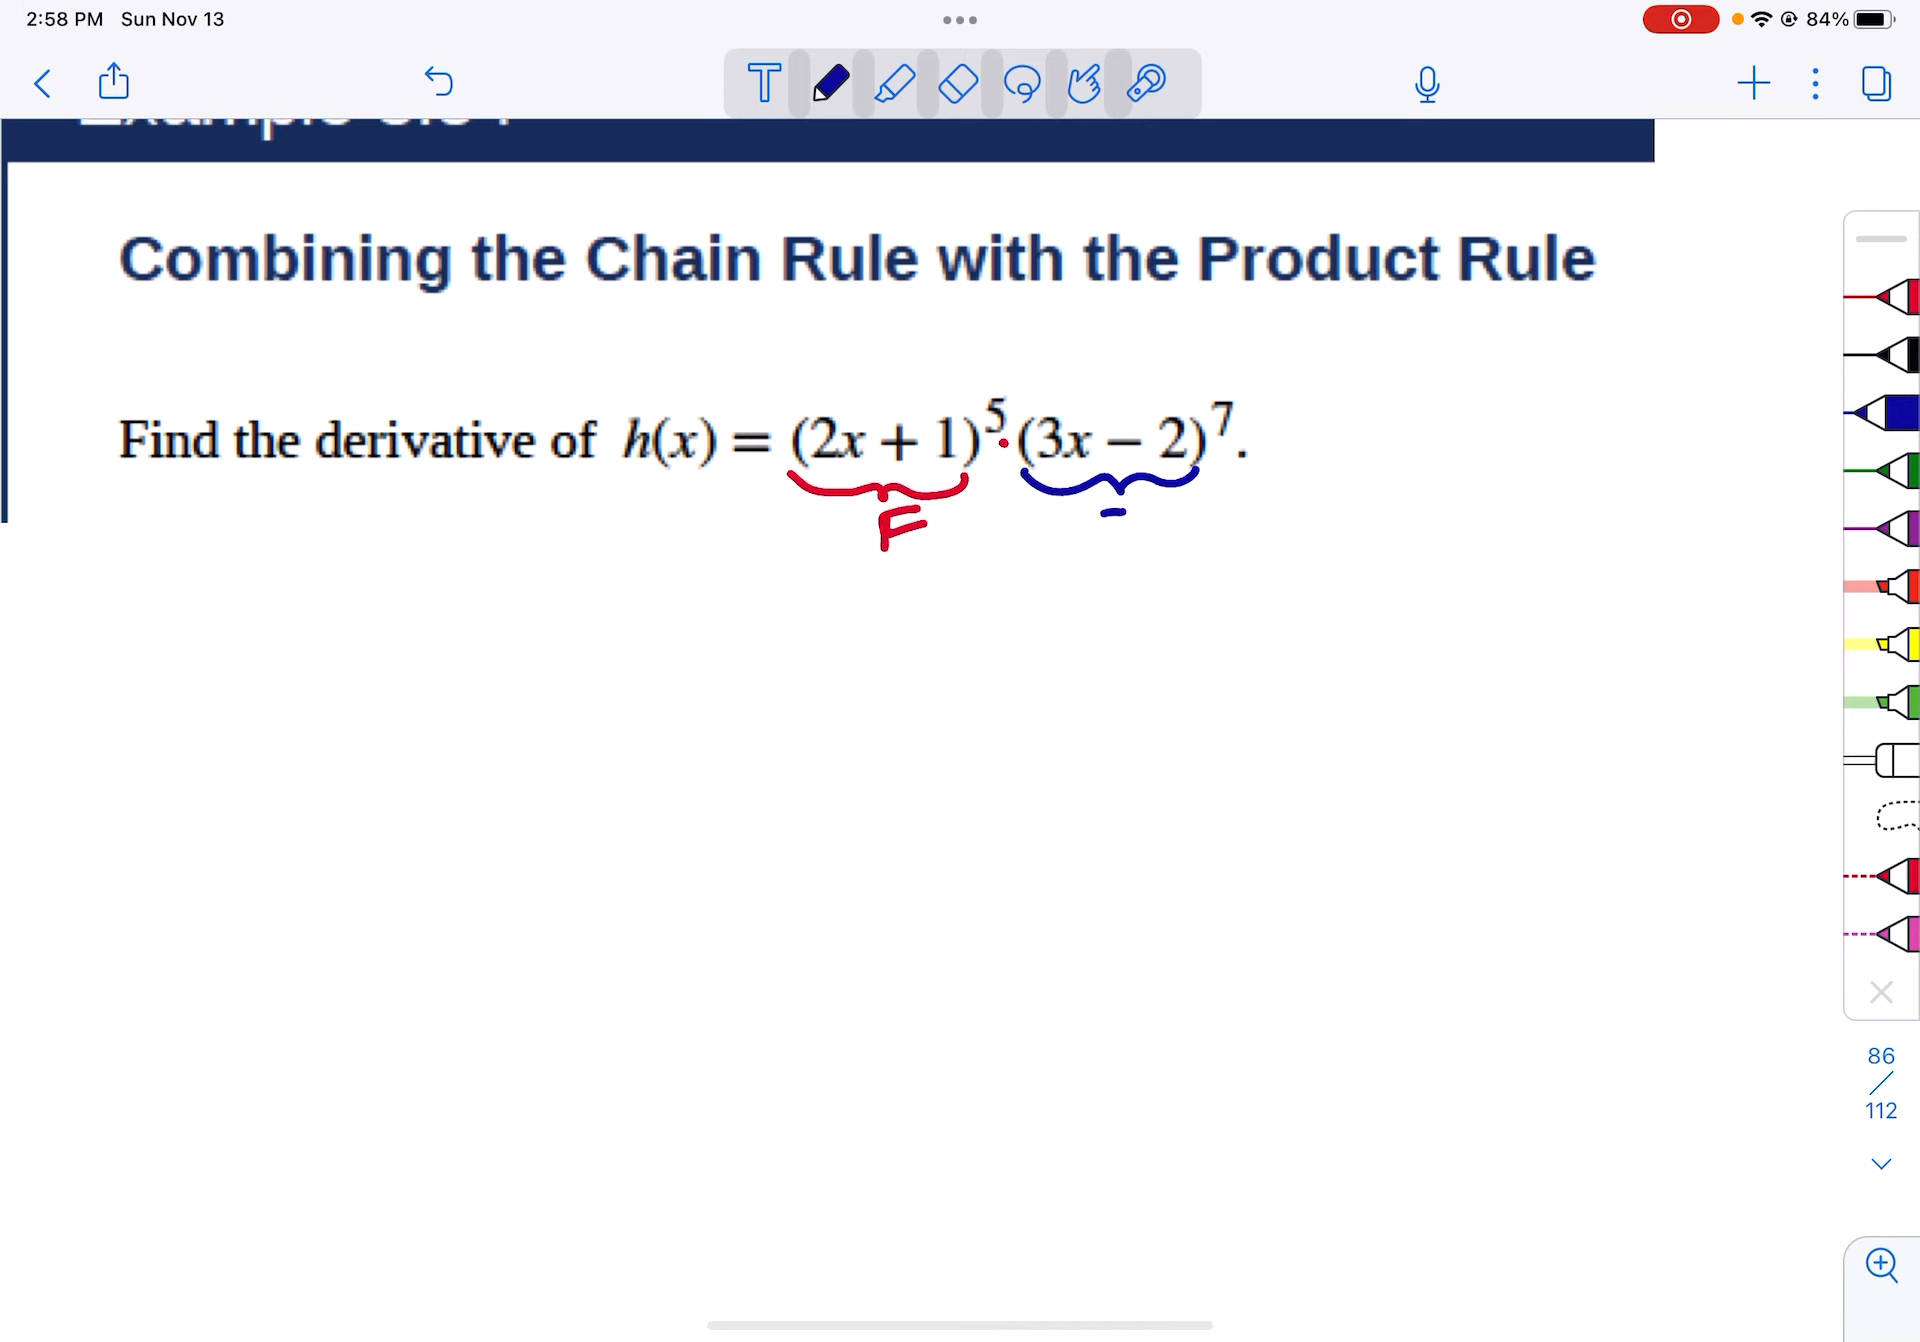 2:58 PM Sun Nov 13
84%
T
Combining the Chain Rule with the Product Rule
Find the derivative of h(x) = (2x + 1)⁵·(3x − 2)⁷.
F
86
/
112